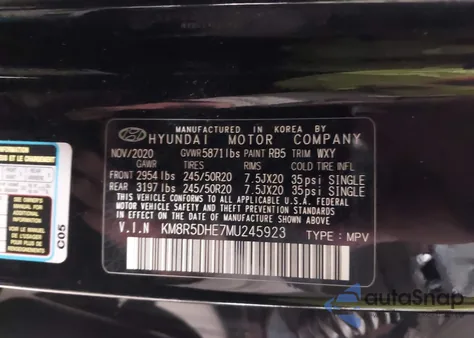 MANUFACTURED IN KOREA BY
HYUNDAI MOTOR COMPANY
NOV/2020 GVWR5871lbs PAINT RB5 TRIM WXY
GAWR TIRES RIMS COLD TIRE INFL
FRONT 2954lbs 245/50R20 7.5JX20 35psi SINGLE
REAR 3197lbs 245/50R20 7.5JX20 35psi SINGLE
THIS VEHICLE CONFORMS TO ALL
APPLICABLE U.S.A. FEDERAL MOTOR VEHICLE
SAFETY AND THEFT PREVENTION STANDARDS
IN EFFECT ON THE DATE OF MANUFACTURE
SHOWN ABOVE.
V.I.N KM8R5DHE7MU245923 TYPE: MPV
C05
autoSnap